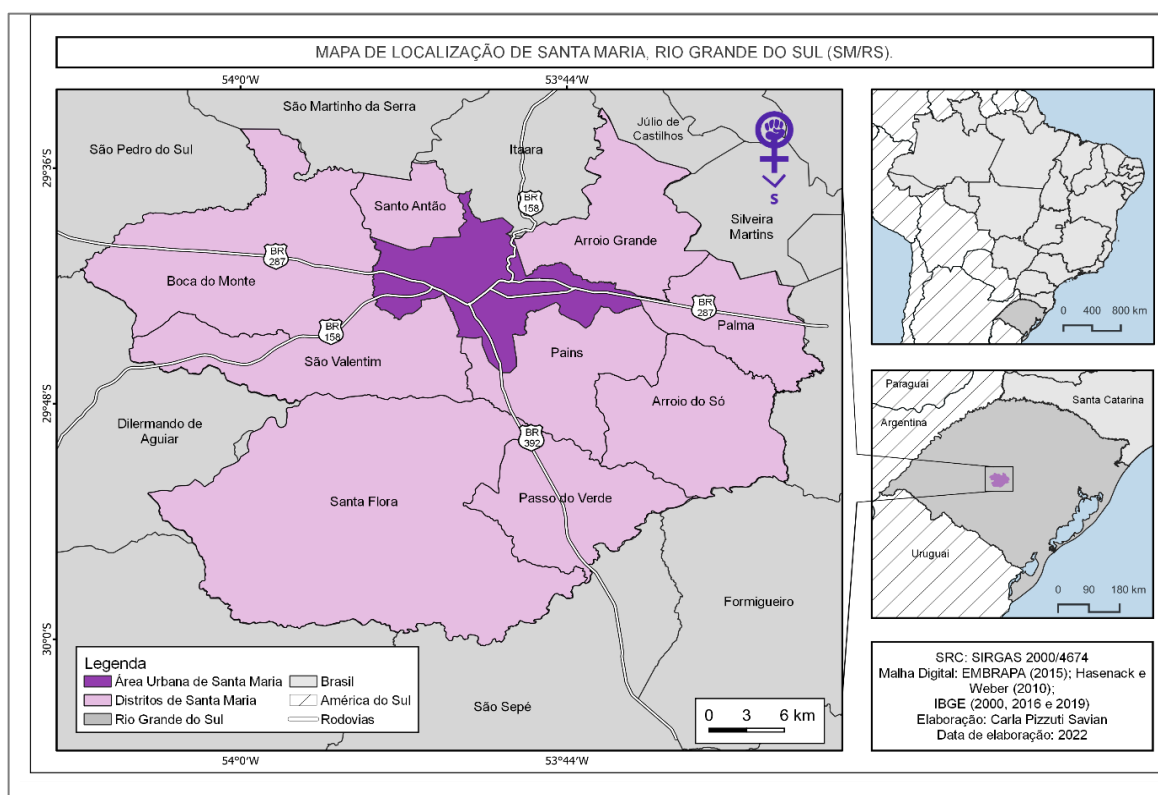 MAPA DE LOCALIZAÇÃO DE SANTA MARIA, RIO GRANDE DO SUL (SM/RS).
54°0'W
53°44'W
São Martinho da Serra
Júlio de
Castilhos
São Pedro do Sul
Itaara
29°36'S
S
BR
158
Santo Antão
Silveira
Martins
Arroio Grande
BR
287
Boca do Monte
BR
287
Palma
BR
158
São Valentim
Pains
29°48'S
Arroio do Só
Dilermando de
Aguiar
BR
392
Santa Flora
Passo do Verde
Formigueiro
30°0'S
São Sepé
Legenda
Área Urbana de Santa Maria
Distritos de Santa Maria
Rio Grande do Sul
Brasil
América do Sul
Rodovias
0 3 6 km
54°0'W
53°44'W
0 400 800 km
Paraguai
Santa Catarina
Argentina
Uruguai
0 90 180 km
SRC: SIRGAS 2000/4674
Malha Digital: EMBRAPA (2015); Hasenack e
Weber (2010);
IBGE (2000, 2016 e 2019)
Elaboração: Carla Pizzuti Savian
Data de elaboração: 2022